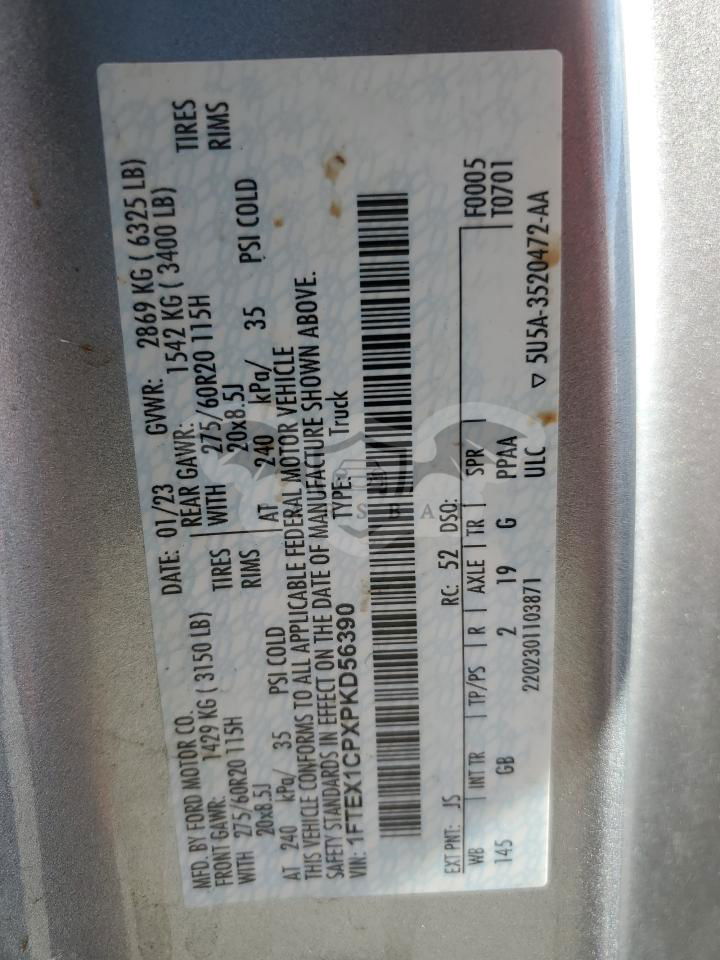 MFD. BY FORD MOTOR CO.
DATE: 01/23 GVWR: 2869 KG ( 6325 LB)
FRONT GAWR: 1429 KG ( 3150 LB) REAR GAWR: 1542 KG ( 3400 LB)
WITH 275/60R20 115H TIRES WITH 275/60R20 115H TIRES
20x8.5J RIMS 20x8.5J RIMS
AT 240 kPa/ 35 PSI COLD AT 240 kPa/ 35 PSI COLD
THIS VEHICLE CONFORMS TO ALL APPLICABLE FEDERAL MOTOR VEHICLE
SAFETY STANDARDS IN EFFECT ON THE DATE OF MANUFACTURE SHOWN ABOVE.
VIN: 1FTEX1CPXPKD56390 TYPE: Truck
S B A
EXT PNT: JS RC: 52 DSO: F0005
WB INT TR TP/PS R AXLE TR SPR T0701
145 GB 2 19 G PPAA
2202301103871 ULC ▽ 5U5A-3520472-AA